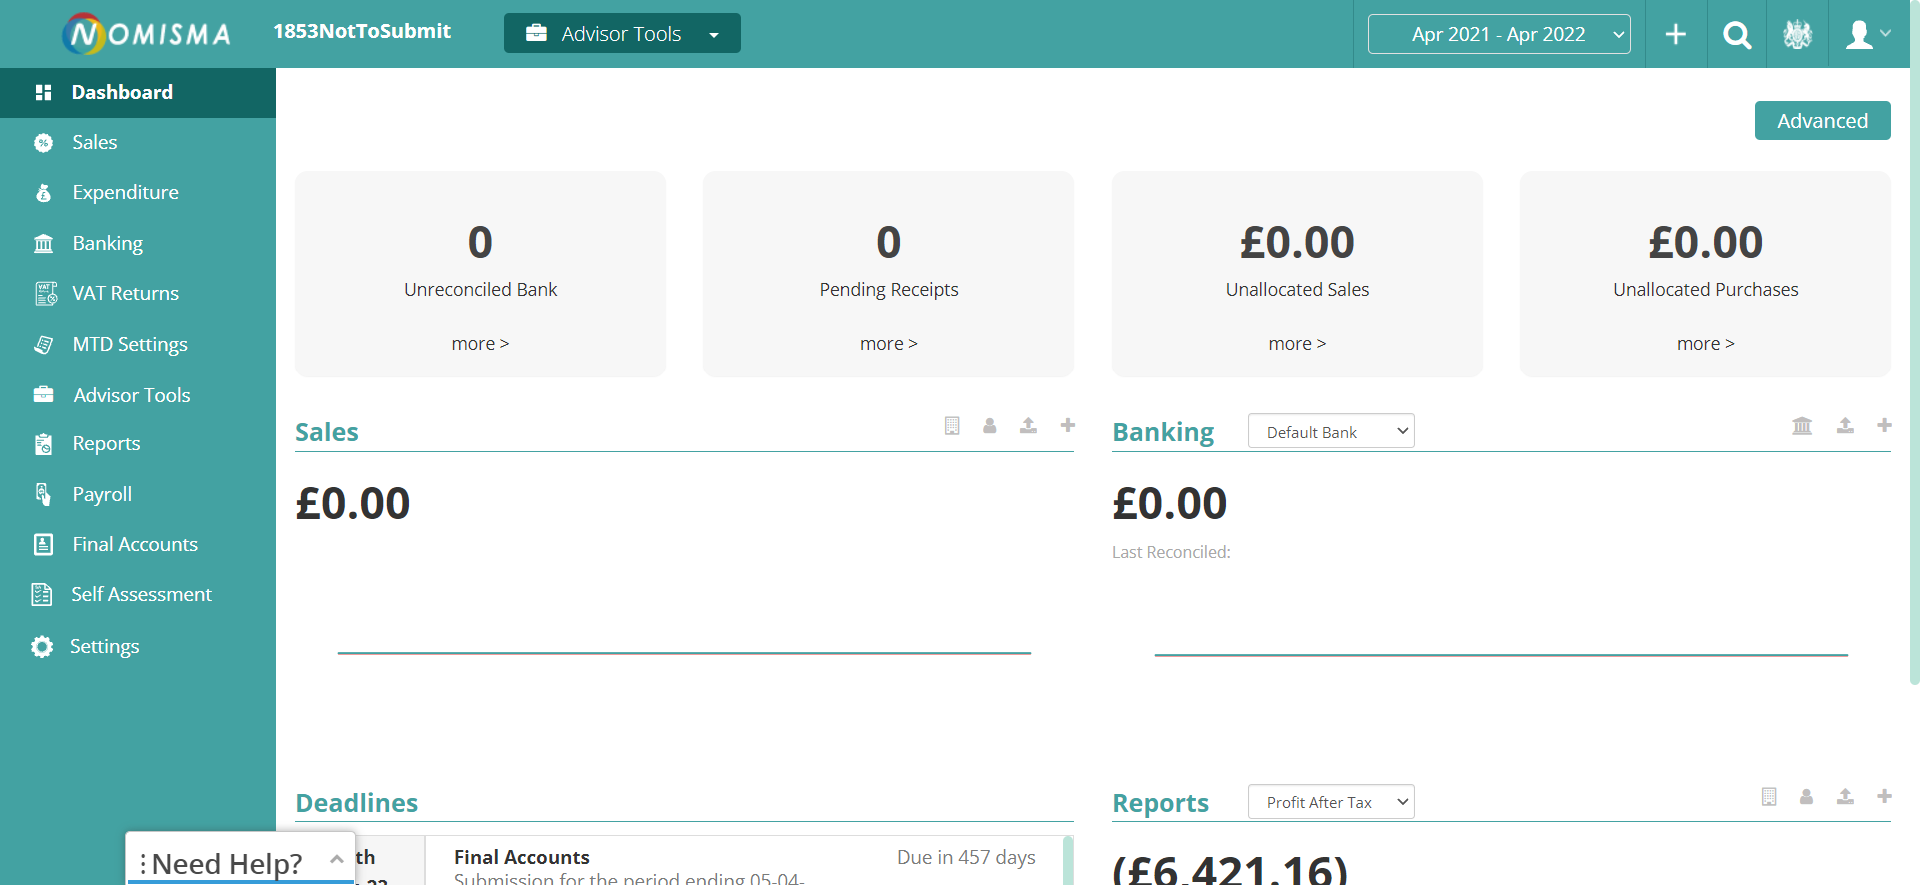 NOMISMA
1853NotToSubmit
Advisor Tools
Apr 2021 - Apr 2022
Dashboard
Sales
Expenditure
Banking
VAT Returns
MTD Settings
Advisor Tools
Reports
Payroll
Final Accounts
Self Assessment
Settings
Advanced
0
Unreconciled Bank
more >
0
Pending Receipts
more >
£0.00
Unallocated Sales
more >
£0.00
Unallocated Purchases
more >
Sales
£0.00
Banking
Default Bank
£0.00
Last Reconciled:
Deadlines
th
Final Accounts
Due in 457 days
Submission for the period ending 05-04-
Need Help?
Reports
Profit After Tax
(£6,421.16)